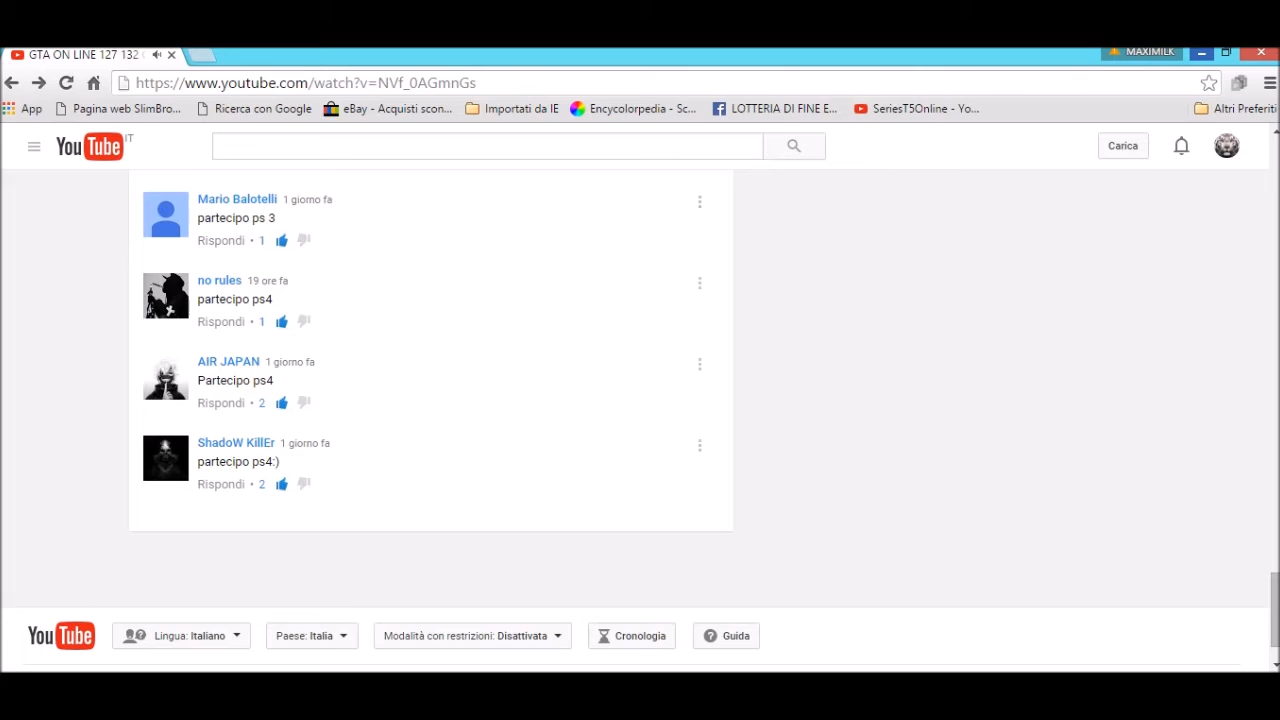 GTA ON LINE 127 132
MAXIMILK
https://www.youtube.com/watch?v=NVf_0AGmnGs
App Pagina web SlimBro... Ricerca con Google eBay - Acquisti scon... Importati da IE Encycolorpedia - Sc... LOTTERIA DI FINE E... SeriesT5Online - Yo... Altri Preferiti
YouTube IT Carica
Mario Balotelli 1 giorno fa
partecipo ps 3
Rispondi • 1
no rules 19 ore fa
partecipo ps4
Rispondi • 1
AIR JAPAN 1 giorno fa
Partecipo ps4
Rispondi • 2
ShadoW KillEr 1 giorno fa
partecipo ps4:)
Rispondi • 2
YouTube Lingua: Italiano Paese: Italia Modalità con restrizioni: Disattivata Cronologia Guida